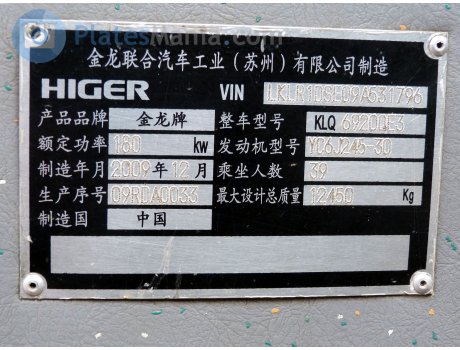 PlatesMania.com
金龙联合汽车工业（苏州）有限公司制造
HIGER VIN LKLR1DSL09A531796
产品品牌 金龙牌 整车型号 KLQ 6920QE3
额定功率 180 kw 发动机型号 YC6J245-30
制造年月 2009年12月 乘坐人数 39
生产序号 09RDA0033 最大设计总质量 12450 Kg
制造国 中国